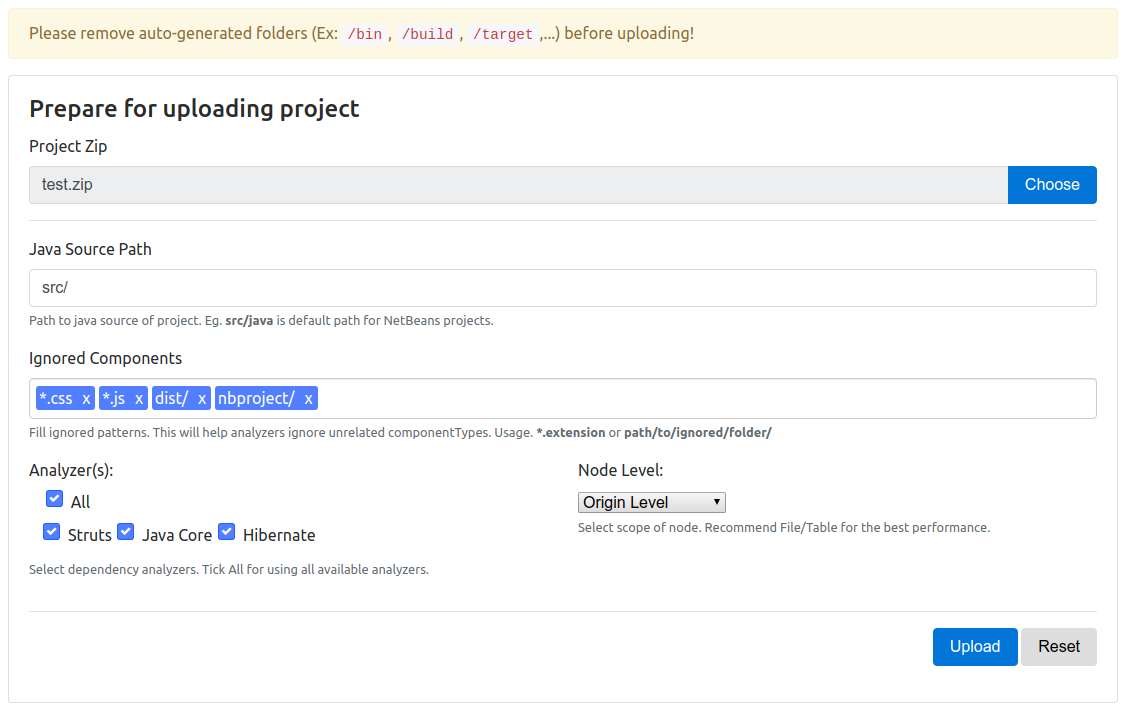 Please remove auto-generated folders (Ex: /bin, /build, /target,...) before uploading!
Prepare for uploading project
Project Zip
test.zip
Choose
Java Source Path
src/
Path to java source of project. Eg. src/java is default path for NetBeans projects.
Ignored Components
*.css x *.js x dist/ x nbproject/ x
Fill ignored patterns. This will help analyzers ignore unrelated componentTypes. Usage. *.extension or path/to/ignored/folder/
Analyzer(s):
All
Struts Java Core Hibernate
Select dependency analyzers. Tick All for using all available analyzers.
Node Level:
Origin Level
Select scope of node. Recommend File/Table for the best performance.
Upload Reset